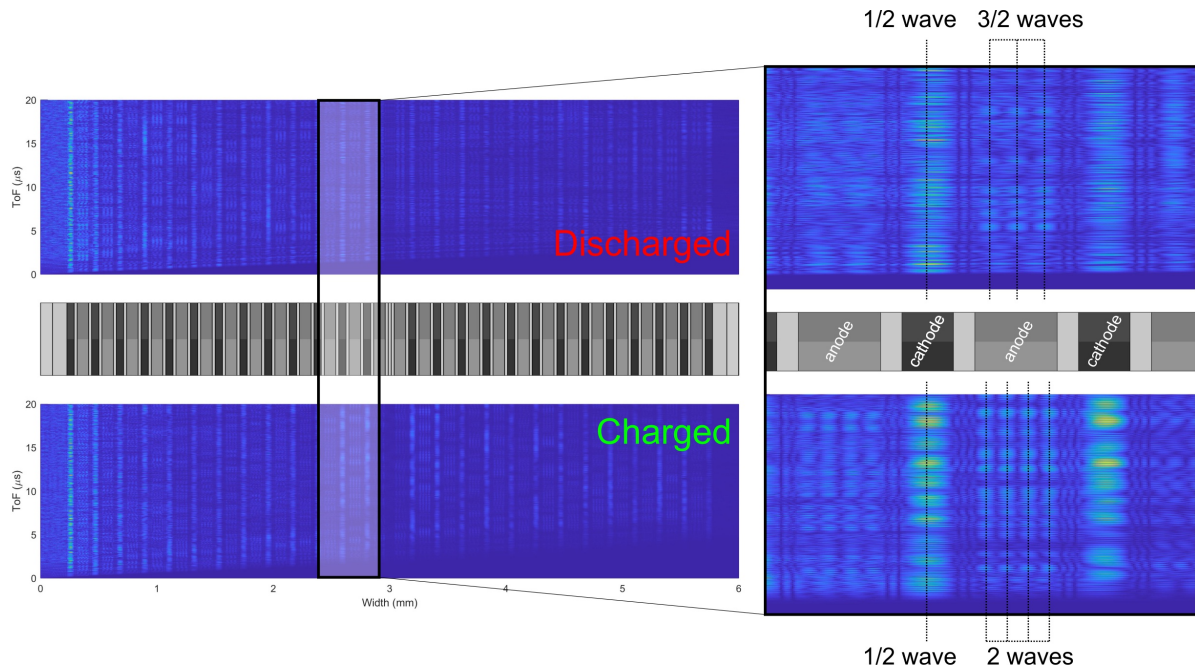 1/2 wave 3/2 waves
20
15
10
5
0
ToF (μs)
Discharged
anode
cathode
anode
cathode
20
15
10
5
0
ToF (μs)
Charged
0 1 2 3 4 5 6
Width (mm)
1/2 wave 2 waves